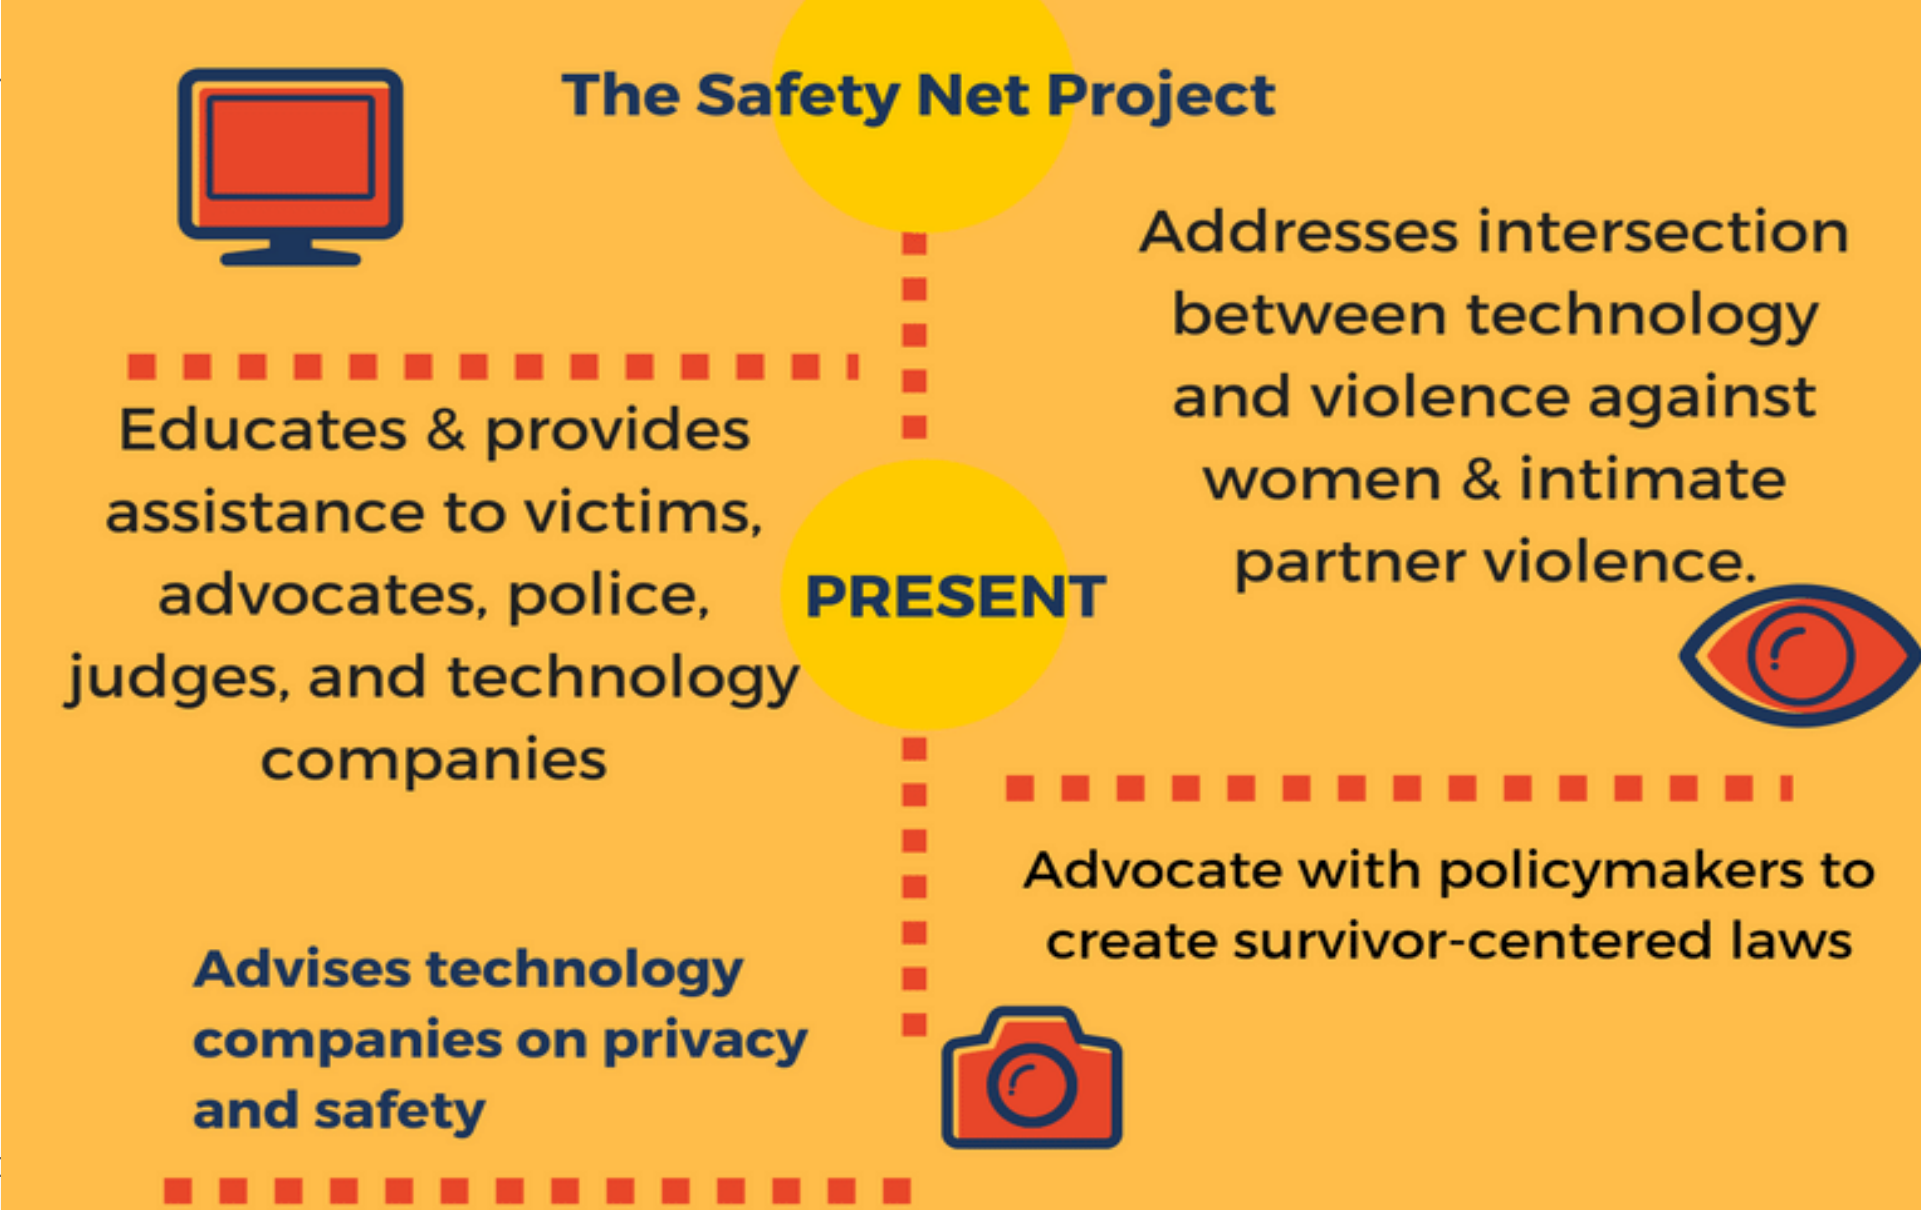 The Safety Net Project
Addresses intersection
between technology
and violence against
women & intimate
partner violence.
Educates & provides
assistance to victims,
advocates, police,
judges, and technology
companies
PRESENT
Advocate with policymakers to
create survivor-centered laws
Advises technology
companies on privacy
and safety